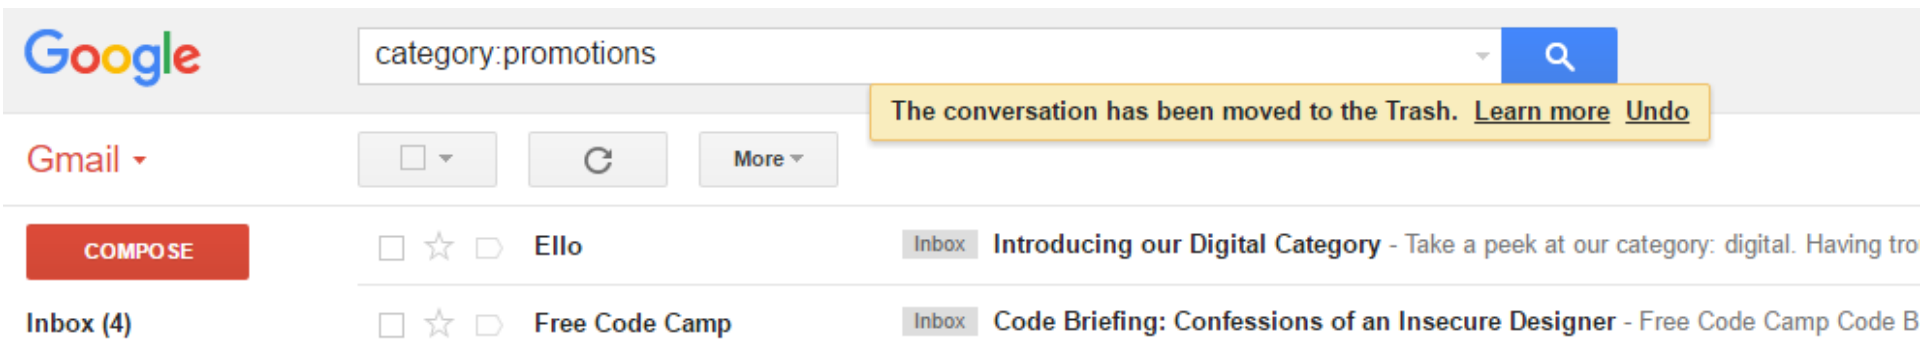 Google
category:promotions
The conversation has been moved to the Trash. Learn more Undo
Gmail
More
COMPOSE
Ello Inbox Introducing our Digital Category - Take a peek at our category: digital. Having
Inbox (4)
Free Code Camp Inbox Code Briefing: Confessions of an Insecure Designer - Free Code Camp Code